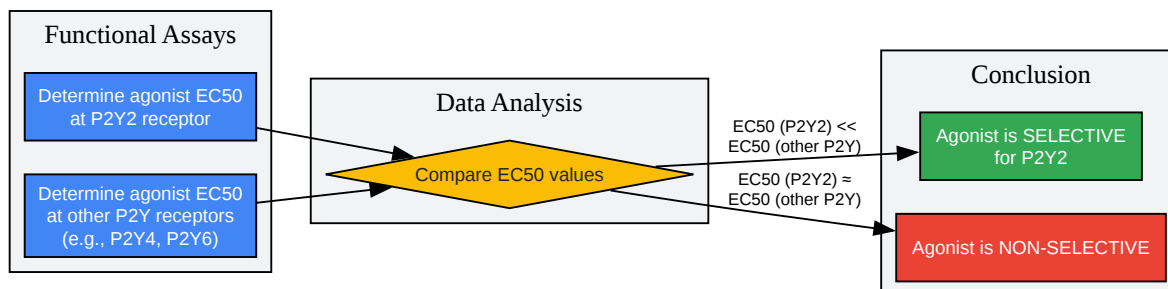 Functional Assays
Determine agonist EC50
at P2Y2 receptor
Determine agonist EC50
at other P2Y receptors
(e.g., P2Y4, P2Y6)
Data Analysis
Compare EC50 values
EC50 (P2Y2) <<
EC50 (other P2Y)
EC50 (P2Y2) ≈
EC50 (other P2Y)
Conclusion
Agonist is SELECTIVE
for P2Y2
Agonist is NON-SELECTIVE